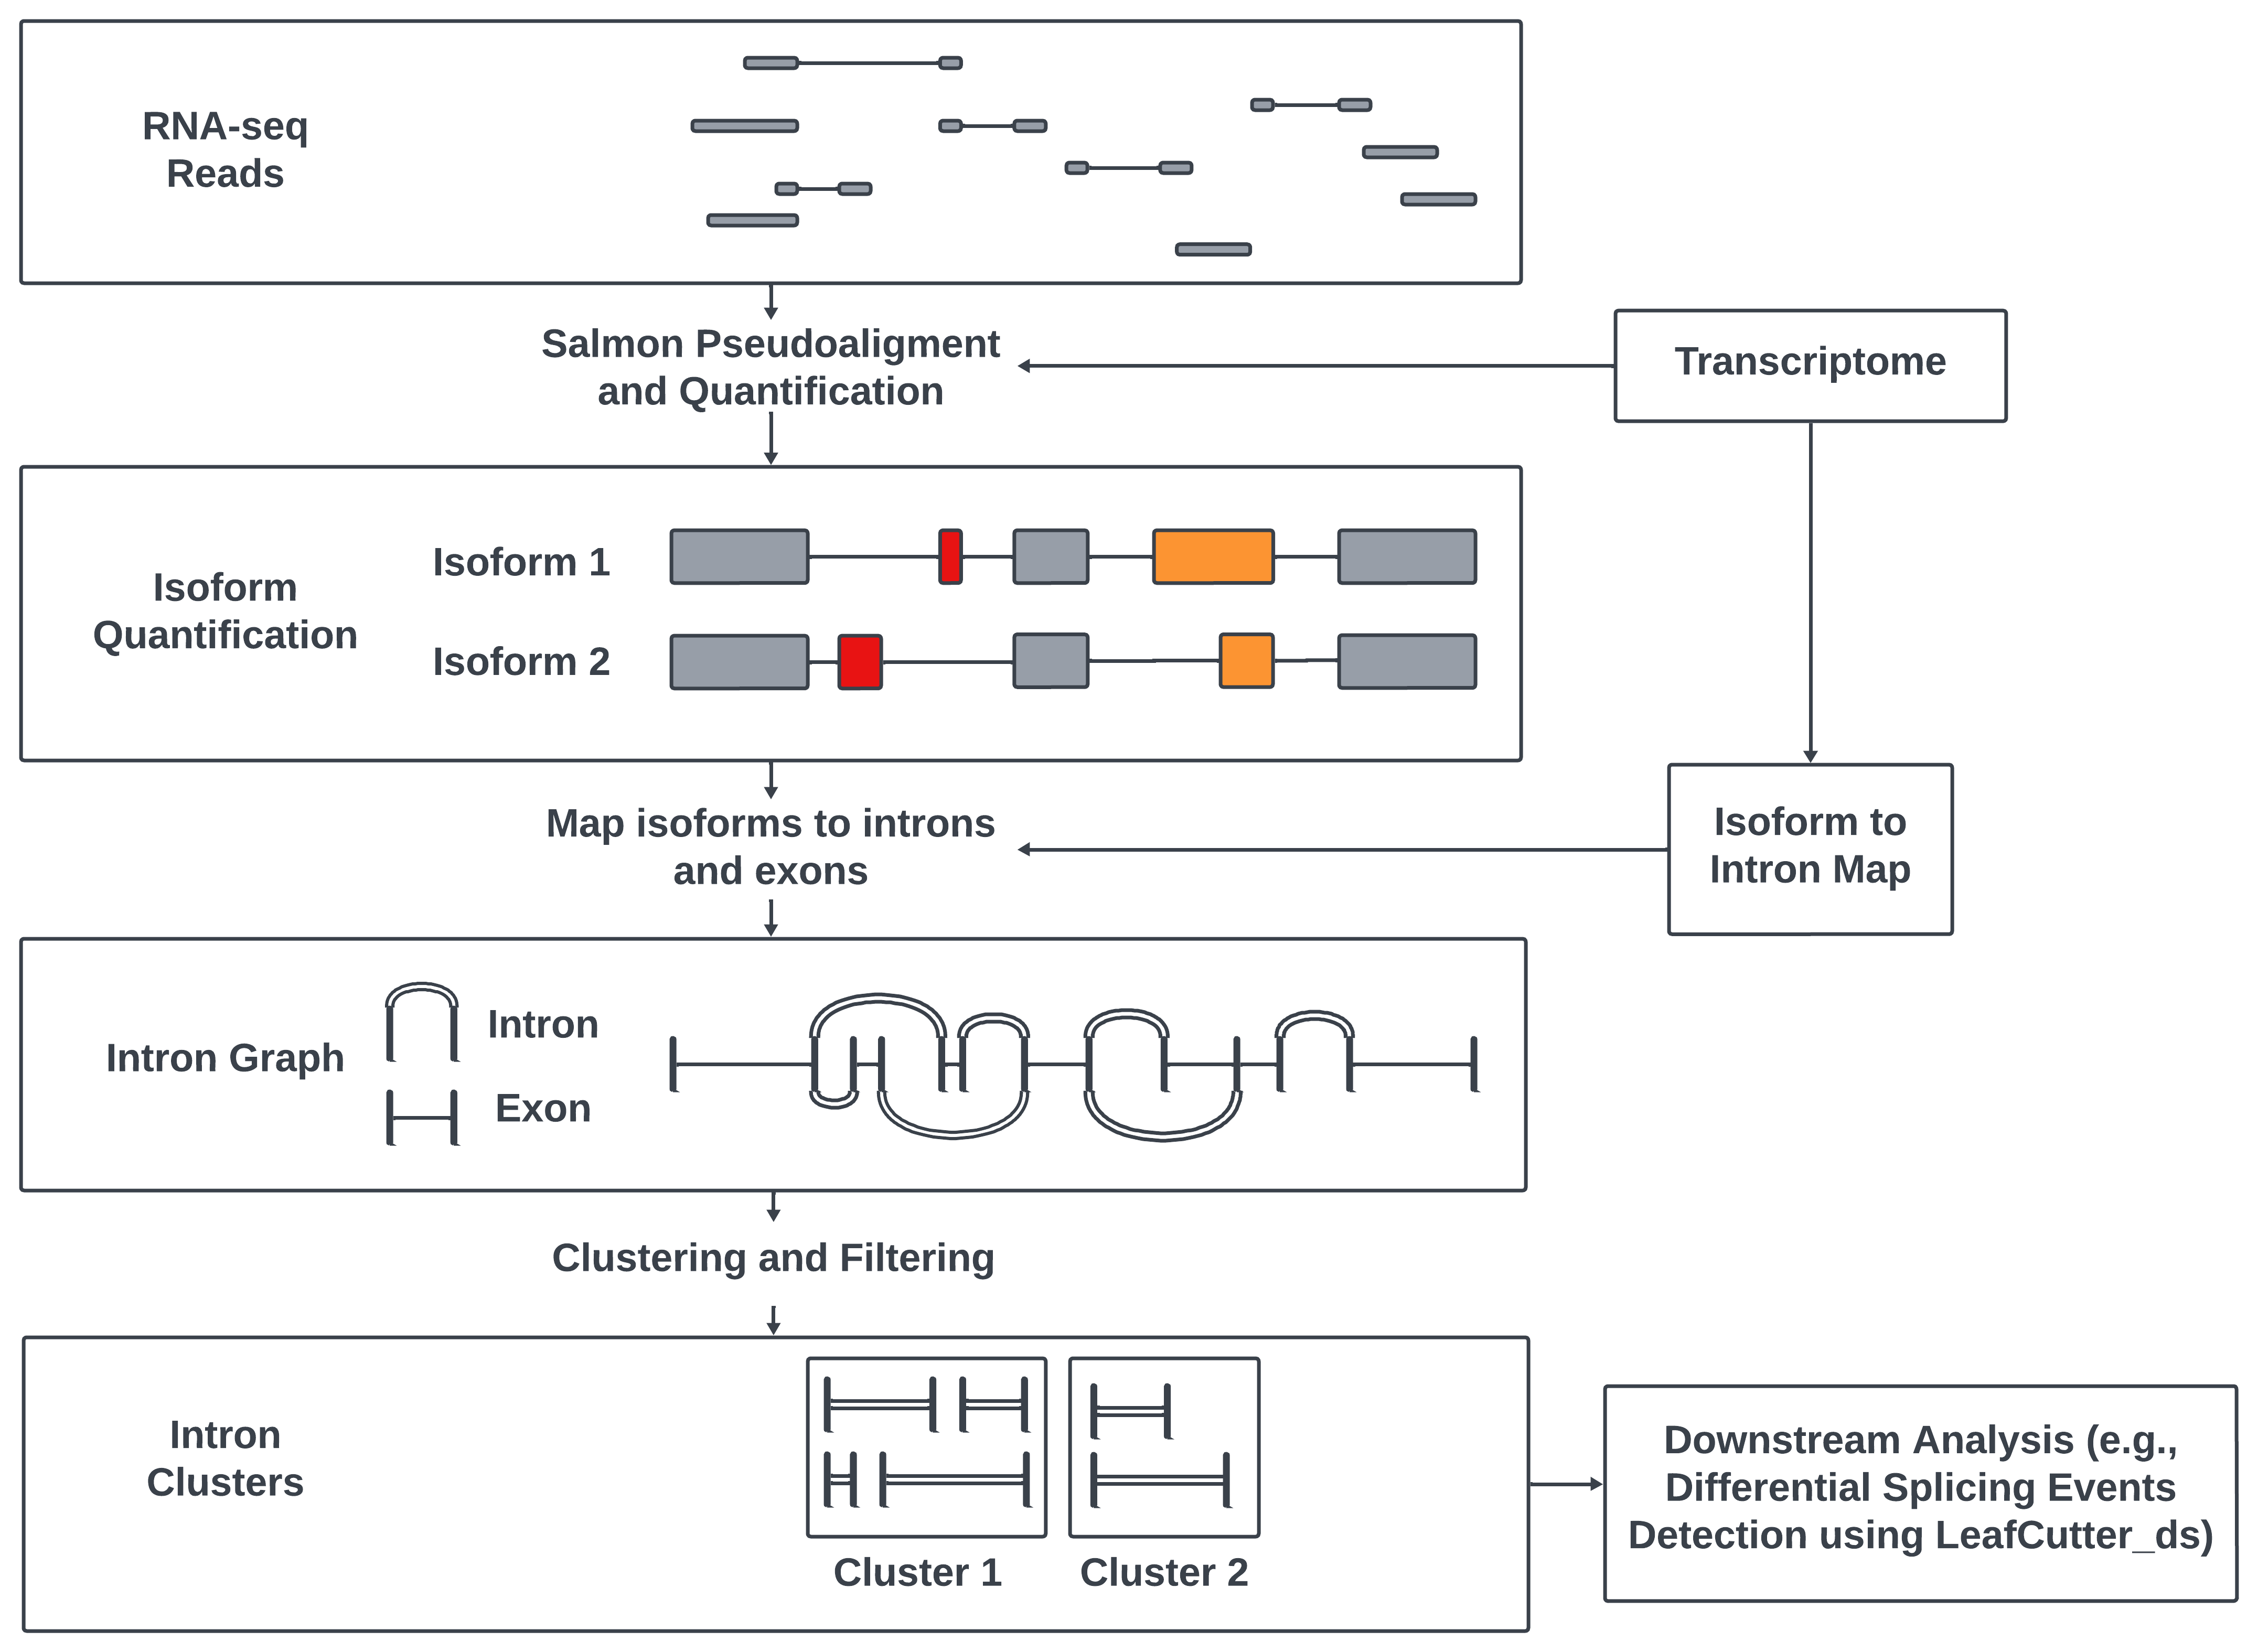 RNA-seq
Reads
Salmon Pseudoaligment
and Quantification
Transcriptome
Isoform
Quantification
Isoform 1
Isoform 2
Map isoforms to introns
and exons
Isoform to
Intron Map
Intron Graph
Intron
Exon
Clustering and Filtering
Intron
Clusters
Cluster 1
Cluster 2
Downstream Analysis (e.g.,
Differential Splicing Events
Detection using LeafCutter_ds)